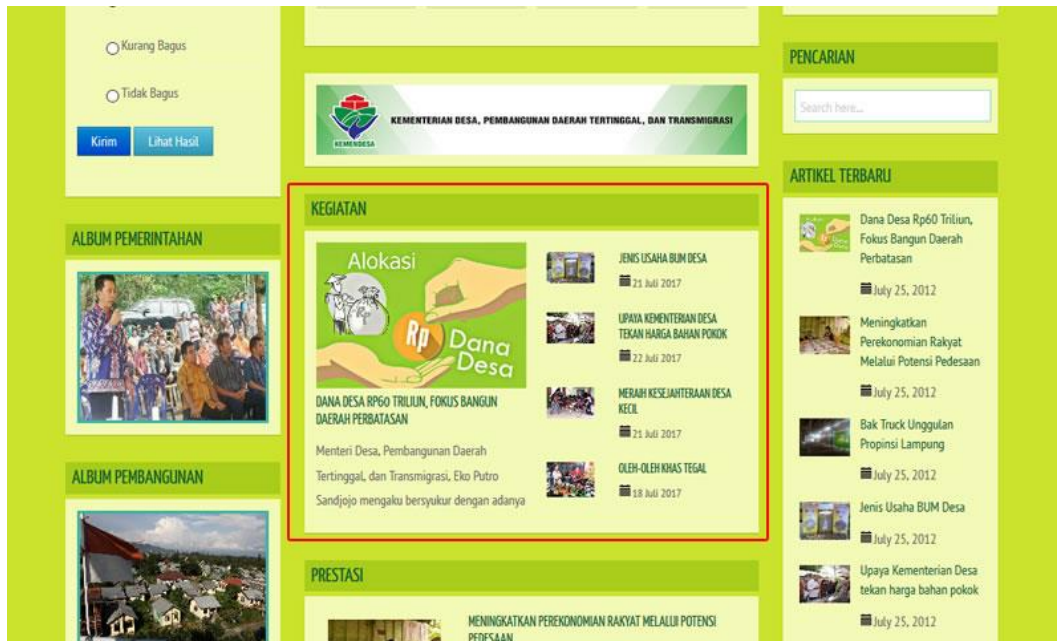 Kurang Bagus
Tidak Bagus
Kirim
Lihat Hasil
ALBUM PEMERINTAHAN
ALBUM PEMBANGUNAN
KEMENDESA
KEMENTERIAN DESA, PEMBANGUNAN DAERAH TERTINGGAL, DAN TRANSMIGRASI
KEGIATAN
Alokasi
Rp
Rp
Dana
Desa
DANA DESA RP60 TRILIUN, FOKUS BANGUN
DAERAH PERBATASAN
Menteri Desa, Pembangunan Daerah
Tertinggal, dan Transmigrasi, Eko Putro
Sandjojo mengaku bersyukur dengan adanya
JENIS USAHA BUM DESA
21 Juli 2017
UPAYA KEMENTERIAN DESA
TEKAN HARGA BAHAN POKOK
22 Juli 2017
MERAIH KESEJAHTERAAN DESA
KECIL
21 Juli 2017
OLEH-OLEH KHAS TEGAL
18 Juli 2017
PRESTASI
MENINGKATKAN PEREKONOMIAN RAKYAT MELALUI POTENSI
PEDESAAN
PENCARIAN
Search here...
ARTIKEL TERBARU
Dana Desa Rp60 Triliun,
Fokus Bangun Daerah
Perbatasan
July 25, 2012
Meningkatkan
Perekonomian Rakyat
Melalui Potensi Pedesaan
July 25, 2012
Bak Truck Unggulan
Propinsi Lampung
July 25, 2012
Jenis Usaha BUM Desa
July 25, 2012
Upaya Kementerian Desa
tekan harga bahan pokok
July 25, 2012